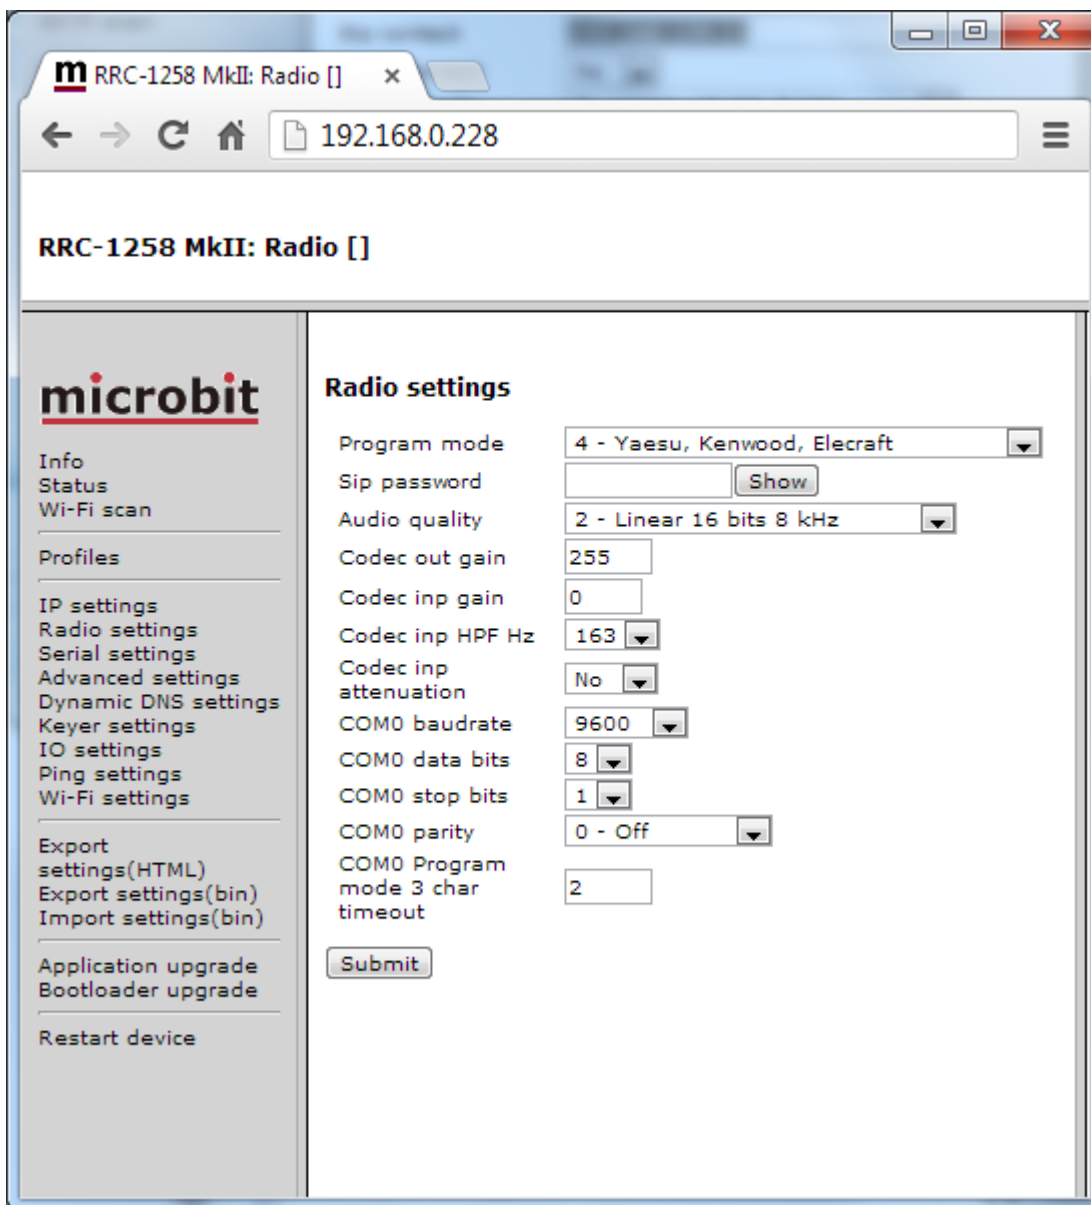 RRC-1258 MkII: Radio []
192.168.0.228
RRC-1258 MkII: Radio []
microbit
Info
Status
Wi-Fi scan
Profiles
IP settings
Radio settings
Serial settings
Advanced settings
Dynamic DNS settings
Keyer settings
IO settings
Ping settings
Wi-Fi settings
Export
settings(HTML)
Export settings(bin)
Import settings(bin)
Application upgrade
Bootloader upgrade
Restart device
Radio settings
Program mode 4 - Yaesu, Kenwood, Elecraft
Sip password Show
Audio quality 2 - Linear 16 bits 8 kHz
Codec out gain 255
Codec inp gain 0
Codec inp HPF Hz 163
Codec inp
attenuation No
COM0 baudrate 9600
COM0 data bits 8
COM0 stop bits 1
COM0 parity 0 - Off
COM0 Program
mode 3 char 2
timeout
Submit